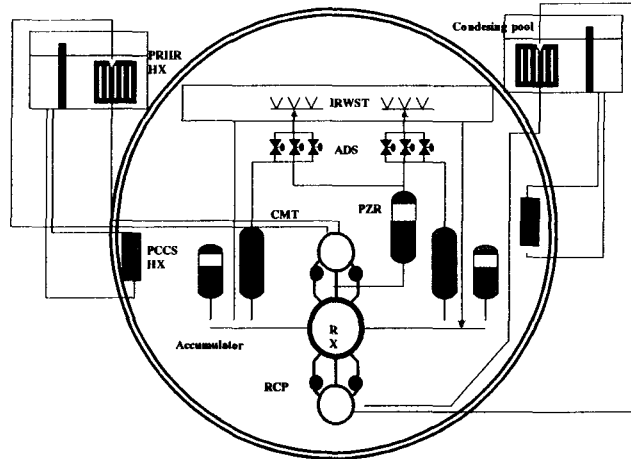 Condesing pool
PRHR
HX
IRWST
ADS
PZR
CMT
PCCS
HX
R
X
Accumulator
RCP